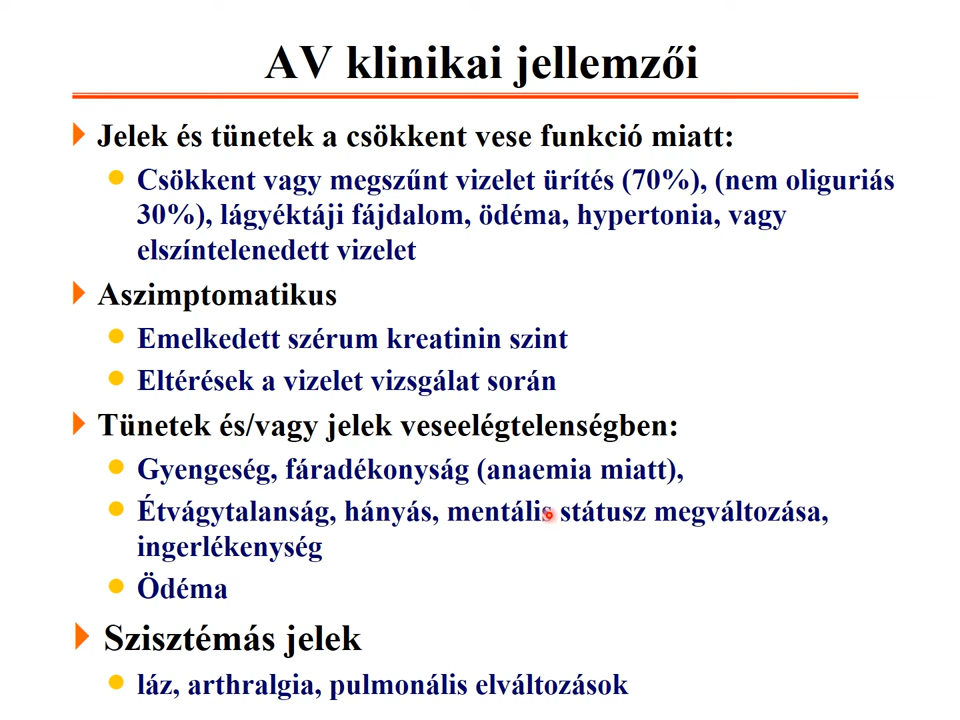 AV klinikai jellemzői
Jelek és tünetek a csökkent vese funkció miatt:
Csökkent vagy megszűnt vizelet ürítés (70%), (nem oliguriás
30%), lágyéktáji fájdalom, ödéma, hypertonia, vagy
elszíntelenedett vizelet
Aszimptomatikus
Emelkedett szérum kreatinin szint
Eltérések a vizelet vizsgálat során
Tünetek és/vagy jelek veseelégtelenségben:
Gyengeség, fáradékonyság (anaemia miatt),
Étvágytalanság, hányás, mentális státusz megváltozása,
ingerlékenység
Ödéma
Szisztémás jelek
láz, arthralgia, pulmonális elváltozások